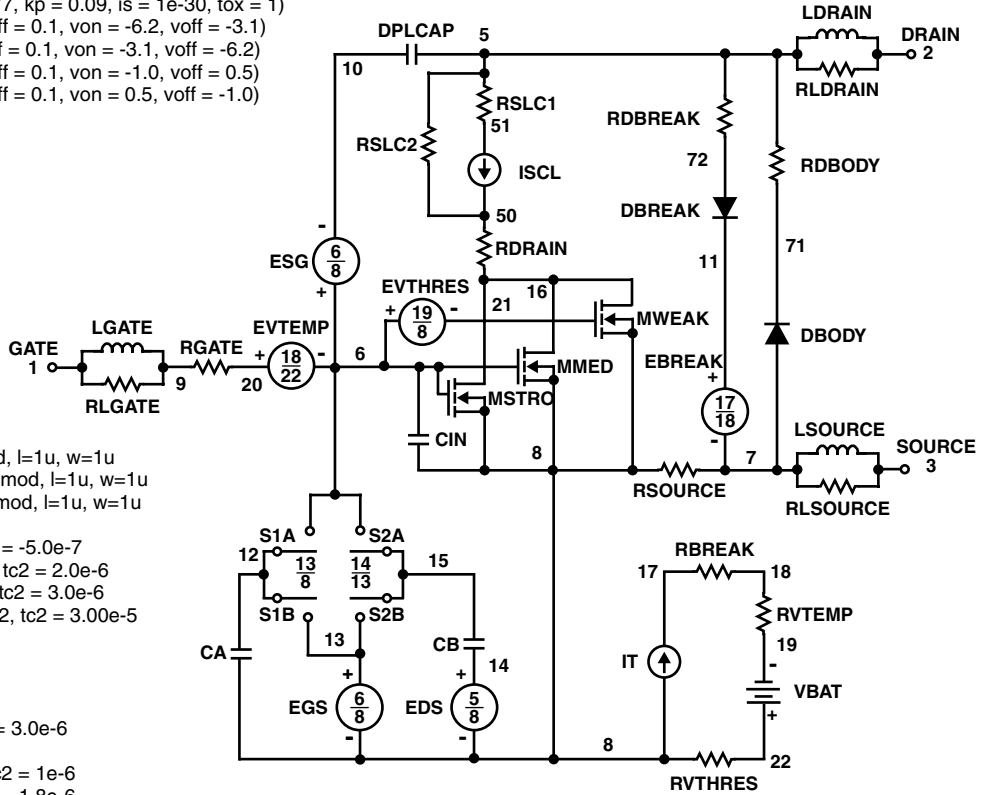 7, kp = 0.09, is = 1e-30, tox = 1)
ff = 0.1, von = -6.2, voff = -3.1)
f = 0.1, von = -3.1, voff = -6.2)
ff = 0.1, von = -1.0, voff = 0.5)
ff = 0.1, von = 0.5, voff = -1.0)
LDRAIN
DPLCAP
5
DRAIN
2
10
RLDRAIN
RSLC1
51
RDBREAK
RSLC2
72
ISCL
RDBODY
DBREAK
50
RDRAIN
71
11
ESG
6
8
-
+
EVTHRES
+
19
8
-
16
21
MWEAK
LGATE
EVTEMP
DBODY
GATE
1
RGATE
+
18
22
-
6
EBREAK
+
MMED
9
20
RLGATE
MSTRO
17
18
-
CIN
LSOURCE
8
7
SOURCE
3
RSOURCE
RLSOURCE
d, l=1u, w=1u
mod, l=1u, w=1u
mod, l=1u, w=1u
= -5.0e-7
tc2 = 2.0e-6
tc2 = 3.0e-6
2, tc2 = 3.00e-5
S1A
S2A
12
13
8
14
13
15
S1B
S2B
13
RBREAK
17
18
RVTEMP
19
CA
CB
14
+
+
IT
-
VBAT
+
EGS
6
8
EDS
5
8
-
-
= 3.0e-6
8
22
c2 = 1e-6
RVTHRES